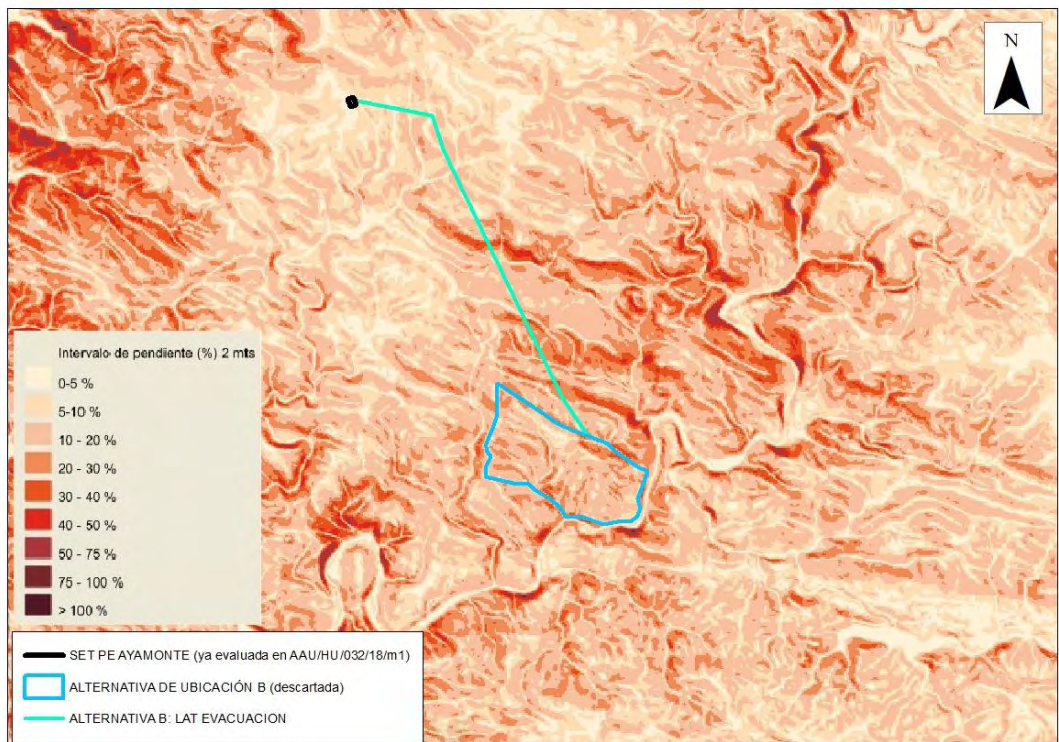 N
Intervalo de pendiente (%) 2 mts
0-5 %
5-10 %
10 - 20 %
20 - 30 %
30 - 40 %
40 - 50 %
50 - 75 %
75 - 100 %
> 100 %
SET PE AYAMONTE (ya evaluada en AAU/HU/032/18/m1)
ALTERNATIVA DE UBICACIÓN B (descartada)
ALTERNATIVA B: LAT EVACUACION